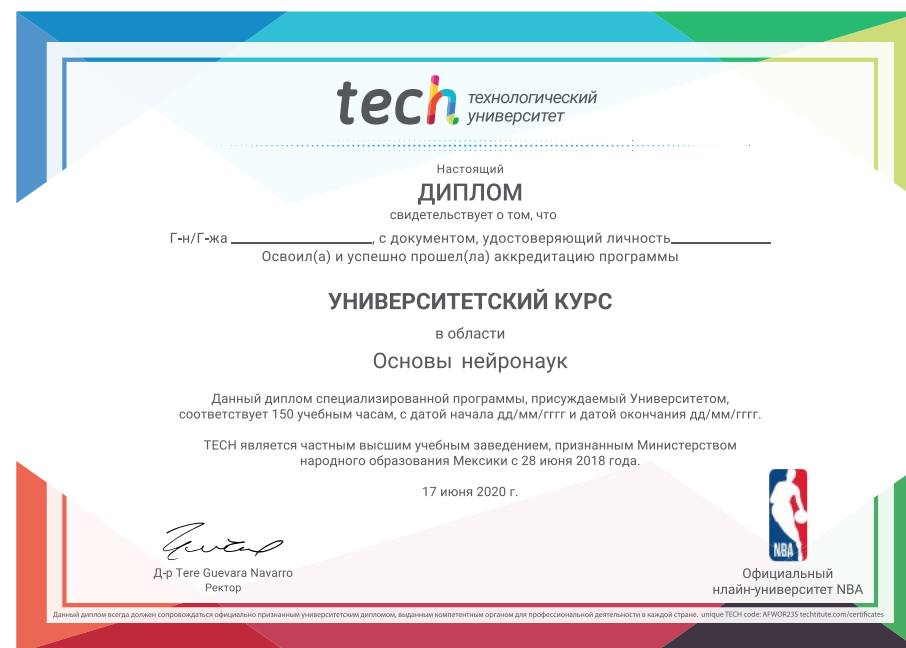 tech технологический
университет
Настоящий
ДИПЛОМ
свидетельствует о том, что
Г-н/Г-жа ____________________, с документом, удостоверяющий личность______________
Освоил(а) и успешно прошел(ла) аккредитацию программы
УНИВЕРСИТЕТСКИЙ КУРС
в области
Основы нейронаук
Данный диплом специализированной программы, присуждаемый Университетом,
соответствует 150 учебным часам, с датой начала дд/мм/гггг и датой окончания дд/мм/гггг.
TECH является частным высшим учебным заведением, признанным Министерством
народного образования Мексики с 28 июня 2018 года.
17 июня 2020 г.
Д-р Tere Guevara Navarro
Ректор
NBA
Официальный
нлайн-университет NBA
Данный диплом всегда должен сопровождаться официально признанным университетским дипломом, выданным компетентным органом для профессиональной деятельности в каждой стране. unique TECH code: AFWOR23S techtitute.com/certificates